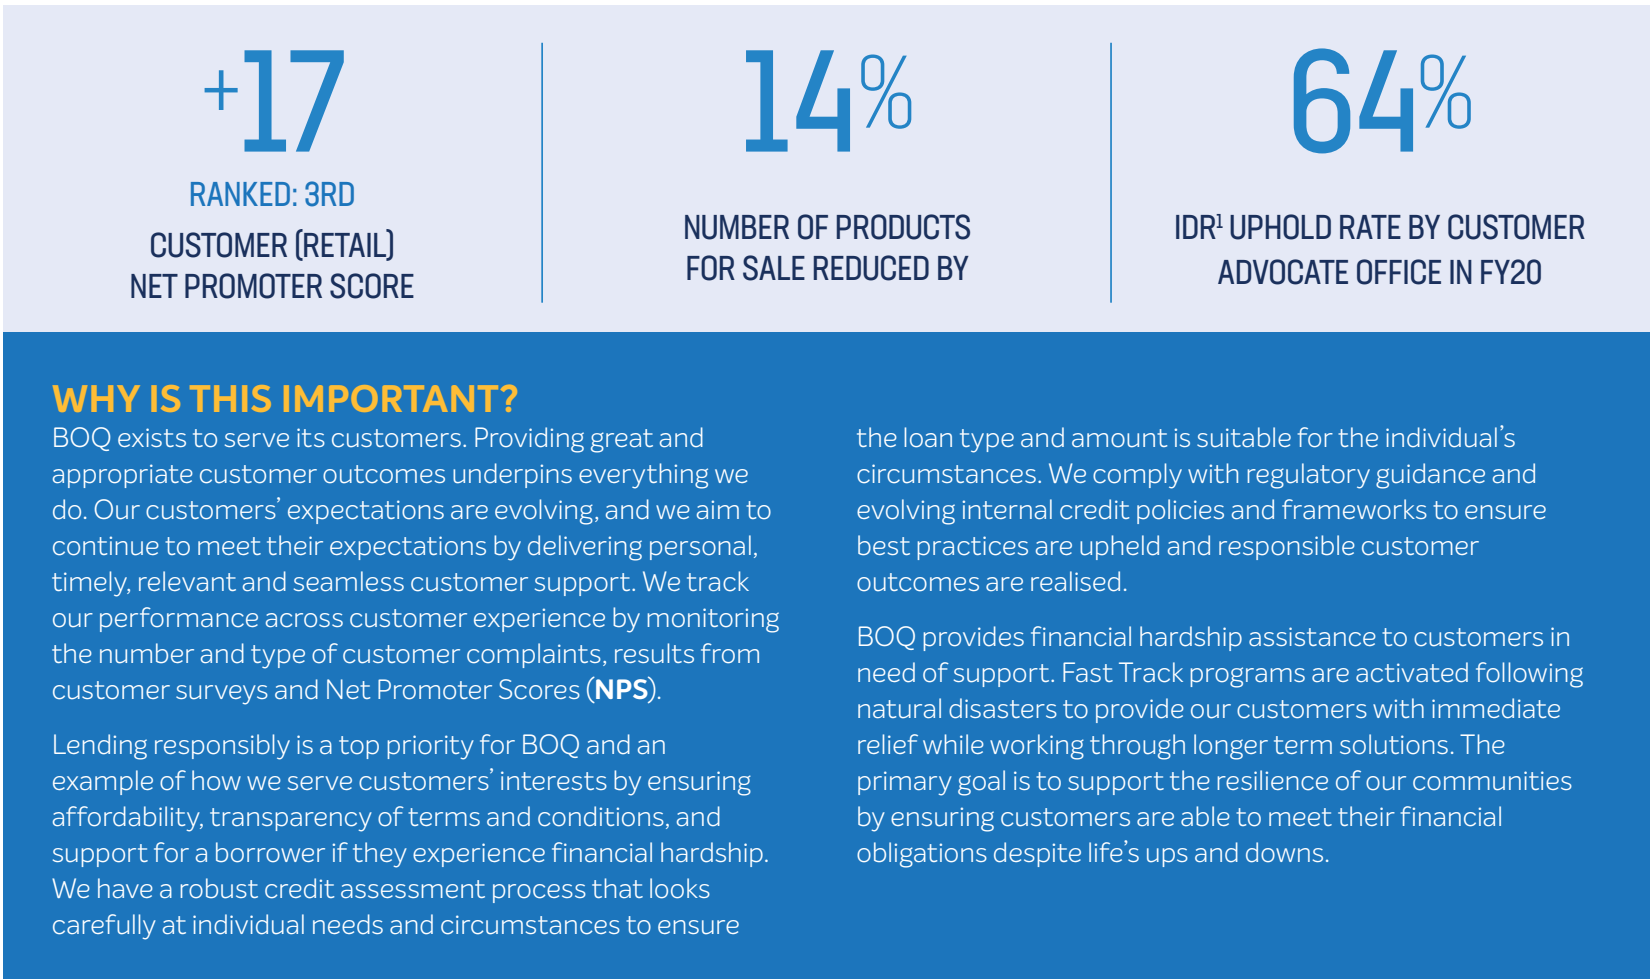 +17
RANKED: 3RD
CUSTOMER (RETAIL)
NET PROMOTER SCORE
14%
NUMBER OF PRODUCTS
FOR SALE REDUCED BY
64%
IDR¹ UPHOLD RATE BY CUSTOMER
ADVOCATE OFFICE IN FY20
WHY IS THIS IMPORTANT?
BOQ exists to serve its customers. Providing great and
appropriate customer outcomes underpins everything we
do. Our customers’ expectations are evolving, and we aim to
continue to meet their expectations by delivering personal,
timely, relevant and seamless customer support. We track
our performance across customer experience by monitoring
the number and type of customer complaints, results from
customer surveys and Net Promoter Scores (NPS).
Lending responsibly is a top priority for BOQ and an
example of how we serve customers’ interests by ensuring
affordability, transparency of terms and conditions, and
support for a borrower if they experience financial hardship.
We have a robust credit assessment process that looks
carefully at individual needs and circumstances to ensure
the loan type and amount is suitable for the individual’s
circumstances. We comply with regulatory guidance and
evolving internal credit policies and frameworks to ensure
best practices are upheld and responsible customer
outcomes are realised.
BOQ provides financial hardship assistance to customers in
need of support. Fast Track programs are activated following
natural disasters to provide our customers with immediate
relief while working through longer term solutions. The
primary goal is to support the resilience of our communities
by ensuring customers are able to meet their financial
obligations despite life’s ups and downs.